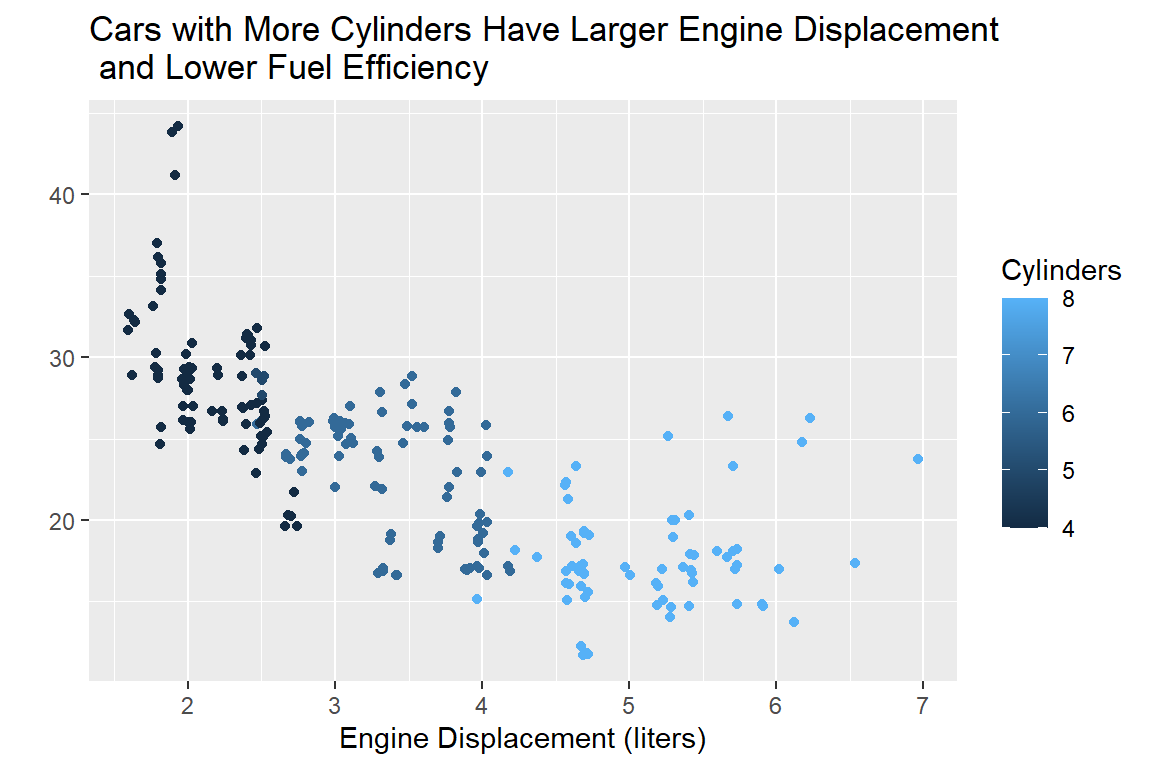 Cars with More Cylinders Have Larger Engine Displacement
and Lower Fuel Efficiency
40
30
20
2 3 4 5 6 7
Engine Displacement (liters)
Cylinders
8
7
6
5
4